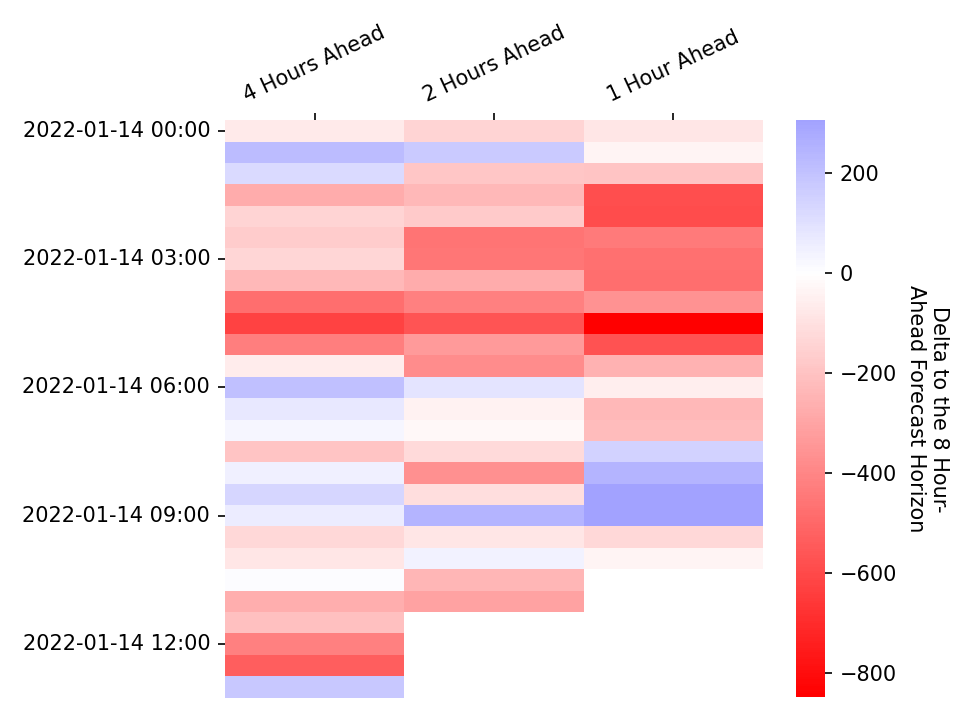 4 Hours Ahead
2 Hours Ahead
1 Hour Ahead
2022-01-14 00:00
2022-01-14 03:00
2022-01-14 06:00
2022-01-14 09:00
2022-01-14 12:00
200
0
−200
−400
−600
−800
Delta to the 8 Hour-
Ahead Forecast Horizon